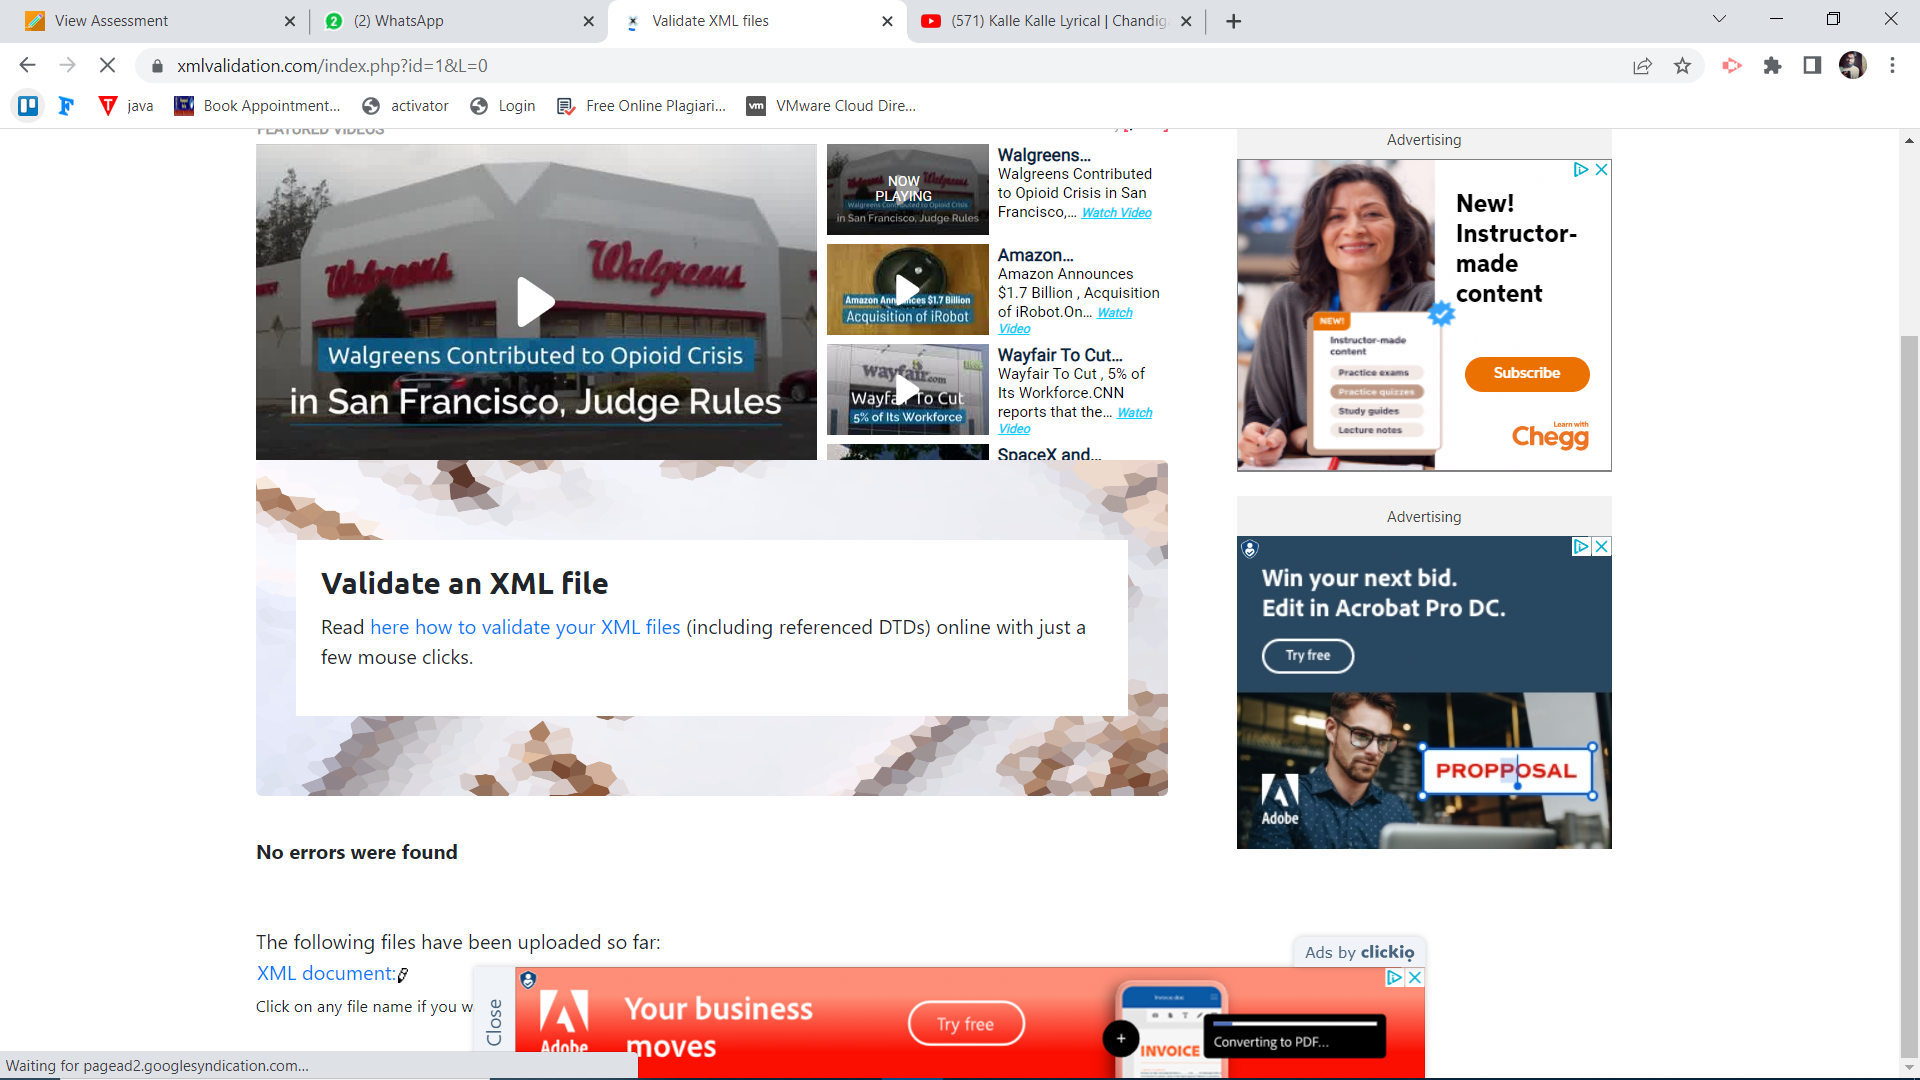 View Assessment
2
(2) WhatsApp
Validate XML files
(571) Kalle Kalle Lyrical | Chandig
xmlvalidation.com/index.php?id=1&L=0
java
Book Appointment...
activator
Login
Free Online Plagiari...
vm
VMware Cloud Dire...
FEATURED VIDEOS
Walgreens
Walgreens
Walgreens Contributed to Opioid Crisis
in San Francisco, Judge Rules
NOW
PLAYING
Walgreens Contributed to Opioid Crisis
in San Francisco, Judge Rules
Walgreens...
Walgreens Contributed
to Opioid Crisis in San
Francisco,... Watch Video
Amazon Announces $1.7 Billion
Acquisition of iRobot
Amazon...
Amazon Announces
$1.7 Billion , Acquisition
of iRobot.On... Watch
Video
wayfair.com
Wayfair To Cut
5% of Its Workforce
Wayfair To Cut...
Wayfair To Cut , 5% of
Its Workforce.CNN
reports that the... Watch
Video
SpaceX and...
Validate an XML file
Read here how to validate your XML files (including referenced DTDs) online with just a
few mouse clicks.
No errors were found
The following files have been uploaded so far:
XML document:
Click on any file name if you w
Advertising
New!
Instructor-
made
content
NEW!
Instructor-made
content
Practice exams
Practice quizzes
Study guides
Lecture notes
Subscribe
Learn with
Chegg
Advertising
Win your next bid.
Edit in Acrobat Pro DC.
Try free
PROPPOSAL
Adobe
Ads by clickio
Close
Adobe
Your business
moves
Try free
INVOICE
Converting to PDF...
Waiting for pagead2.googlesyndication.com...